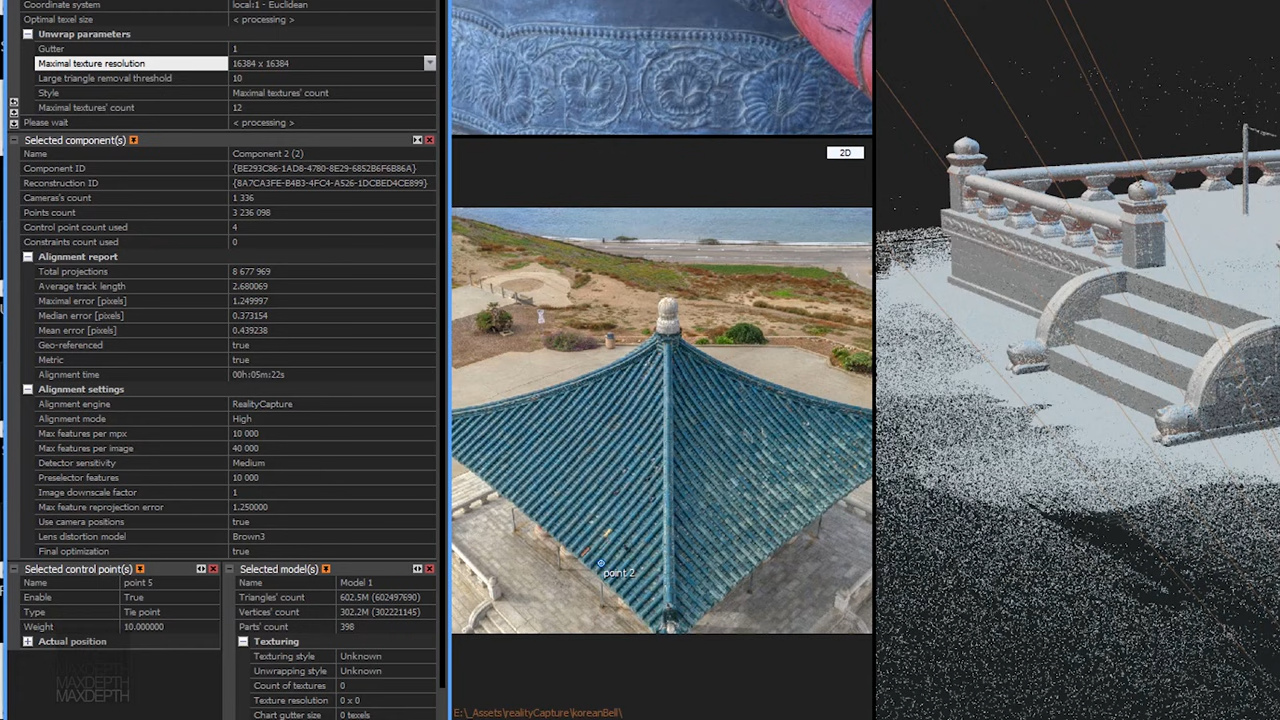 Coordinate system local:1 - Euclidean
Optimal texel size < processing >
Unwrap parameters
Gutter 1
Maximal texture resolution 16384 x 16384
Large triangle removal threshold 10
Style Maximal textures' count
Maximal textures' count 12
Please wait < processing >
Selected component(s)
Name Component 2 (2)
Component ID {BE293C86-1AD8-4780-8E29-6852B6F6B86A}
Reconstruction ID {8A7CA3FE-B4B3-4FC4-A526-1DCBED4CE899}
Cameras's count 1 336
Points count 3 236 098
Control point count used 4
Constraints count used 0
Alignment report
Total projections 8 677 969
Average track length 2.680069
Maximal error [pixels] 1.249997
Median error [pixels] 0.373154
Mean error [pixels] 0.439238
Geo-referenced true
Metric true
Alignment time 00h:05m:22s
Alignment settings
Alignment engine RealityCapture
Alignment mode High
Max features per mpx 10 000
Max features per image 40 000
Detector sensitivity Medium
Preselector features 10 000
Image downscale factor 1
Max feature reprojection error 1.250000
Use camera positions true
Lens distortion model Brown3
Final optimization true
Selected control point(s)
Name point 5
Enable True
Type Tie point
Weight 10.000000
Actual position
MAXDEPTH
MAXDEPTH
MAXDEPTH
Selected model(s)
Name Model 1
Triangles' count 602.5M (602497690)
Vertices' count 302.2M (302221145)
Parts' count 398
Texturing
Texturing style Unknown
Unwrapping style Unknown
Count of textures 0
Texture resolution 0 x 0
Chart gutter size 0 texels
2D
point 2
E:\_Assets\realityCapture\koreanBell\